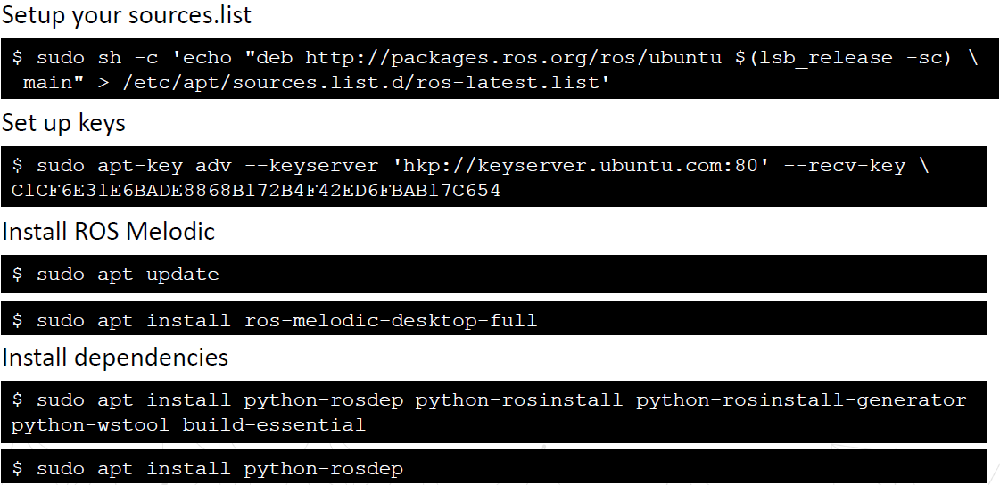 Setup your sources.list
$ sudo sh -c 'echo "deb http://packages.ros.org/ros/ubuntu $(lsb_release -sc) \
main" > /etc/apt/sources.list.d/ros-latest.list'
Set up keys
$ sudo apt-key adv --keyserver 'hkp://keyserver.ubuntu.com:80' --recv-key \
C1CF6E31E6BADE8868B172B4F42ED6FBAB17C654
Install ROS Melodic
$ sudo apt update
$ sudo apt install ros-melodic-desktop-full
Install dependencies
$ sudo apt install python-rosdep python-rosinstall python-rosinstall-generator
python-wstool build-essential
$ sudo apt install python-rosdep